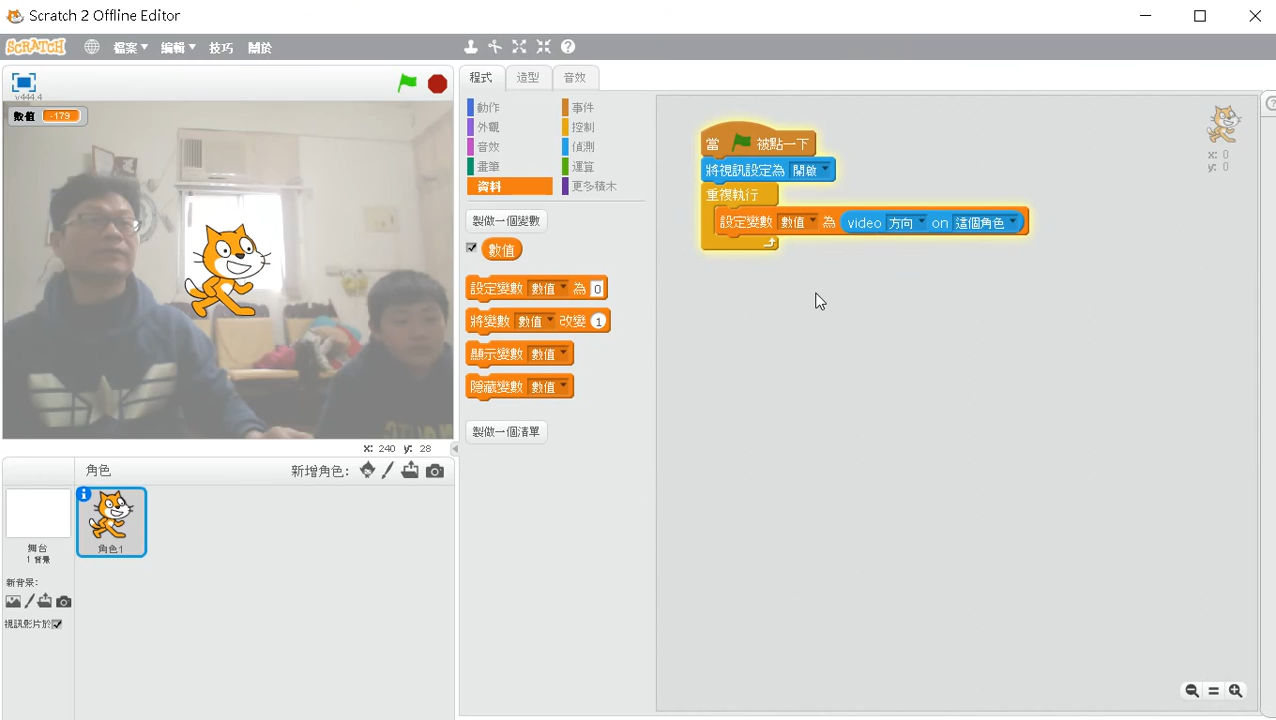 Scratch 2 Offline Editor
SCRATCH 檔案 編輯 技巧 關於
v444.4
數值 -179
x: 240 y: 28
角色 新增角色:
角色1
舞台
1 背景
新背景:
視訊影片於
程式 造型 音效
動作 事件
外觀 控制
音效 偵測
畫筆 運算
資料 更多積木
製做一個變數
數值
設定變數 數值 為 0
將變數 數值 改變 1
顯示變數 數值
隱藏變數 數值
製做一個清單
當 被點一下
將視訊設定為 開啟
重複執行
設定變數 數值 為 video 方向 on 這個角色
x: 0
y: 0